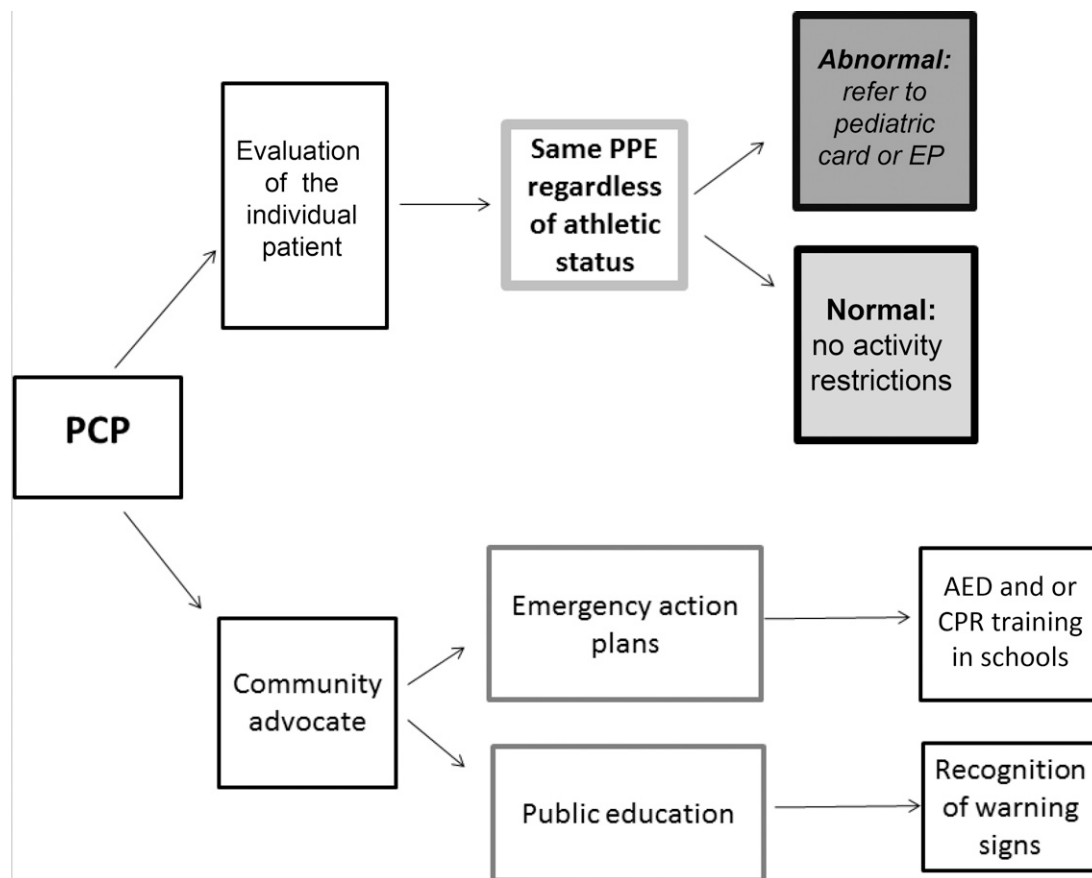 PCP
Evaluation
of the
individual
patient
Same PPE
regardless
of athletic
status
Abnormal:
refer to
pediatric
card or EP
Normal:
no activity
restrictions
Community
advocate
Emergency action
plans
AED and or
CPR training
in schools
Public education
Recognition
of warning
signs